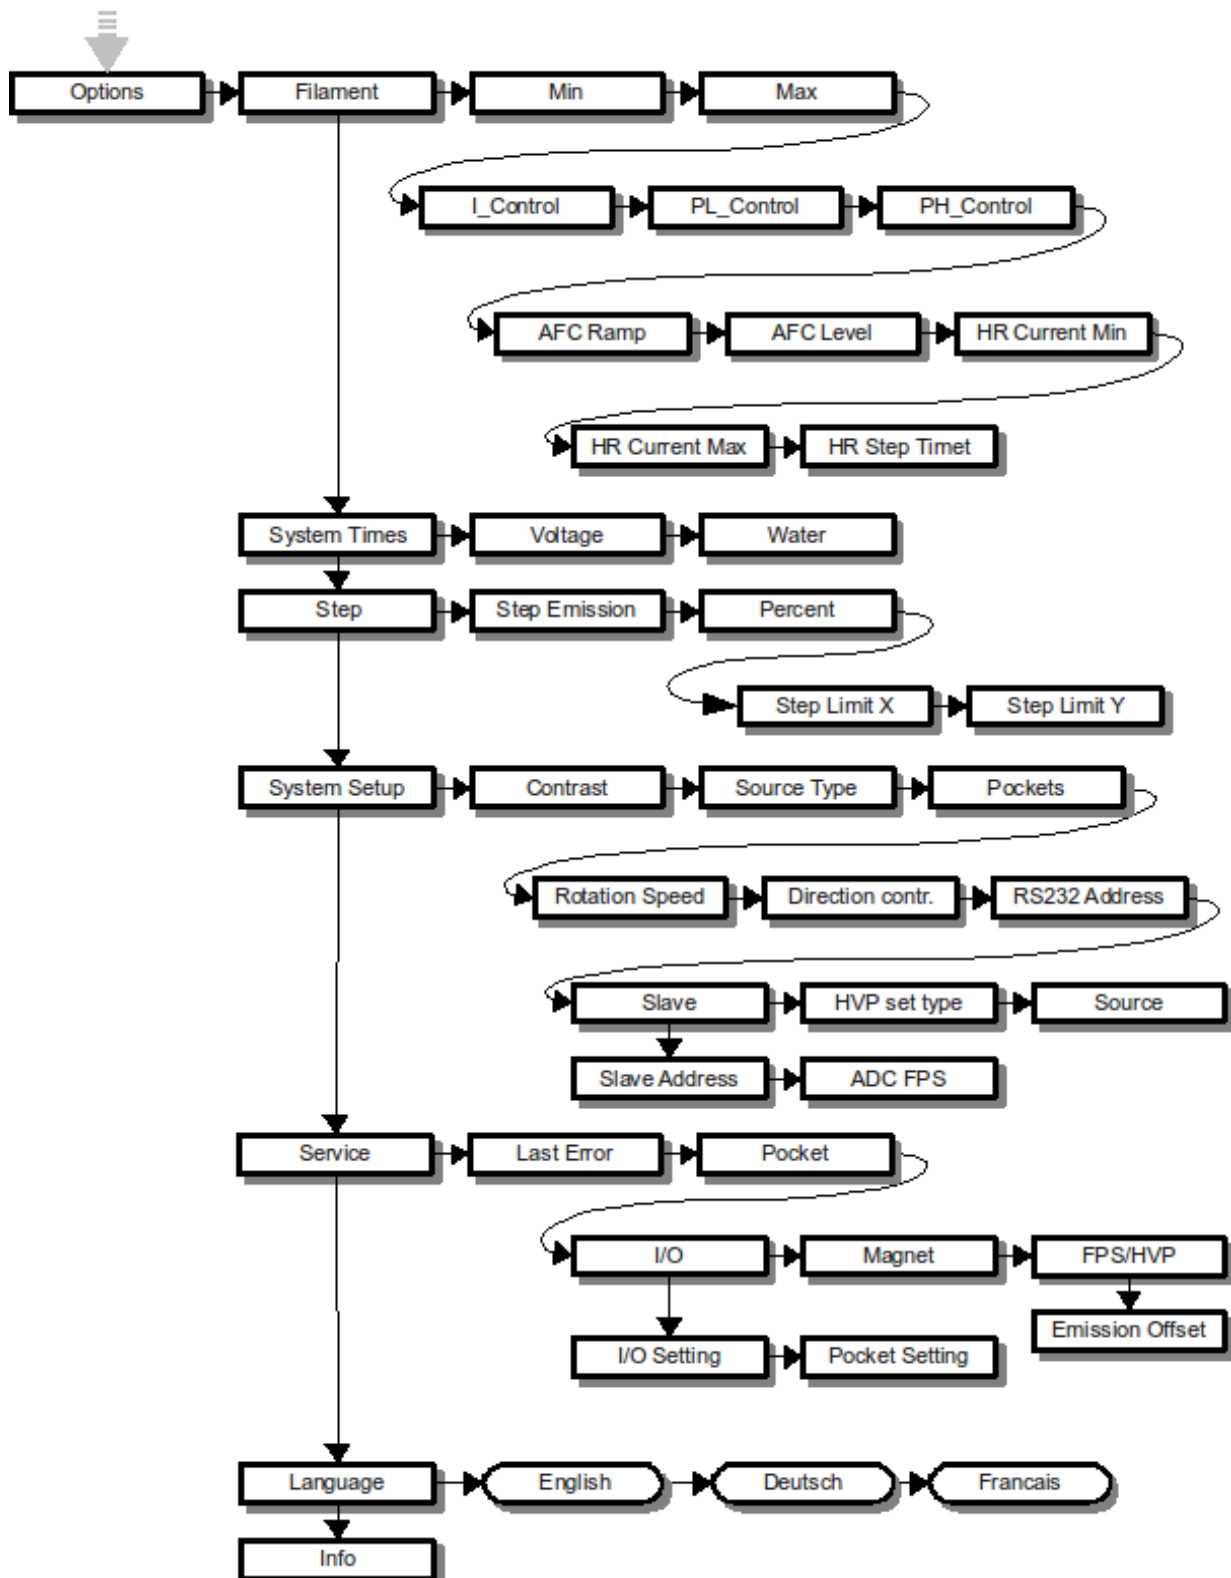 Options
Filament
Min
Max
I_Control
PL_Control
PH_Control
AFC Ramp
AFC Level
HR Current Min
HR Current Max
HR Step Timet
System Times
Voltage
Water
Step
Step Emission
Percent
Step Limit X
Step Limit Y
System Setup
Contrast
Source Type
Pockets
Rotation Speed
Direction contr.
RS232 Address
Slave
HVP set type
Source
Slave Address
ADC FPS
Service
Last Error
Pocket
I/O
Magnet
FPS/HVP
Emission Offset
I/O Setting
Pocket Setting
Language
English
Deutsch
Francais
Info